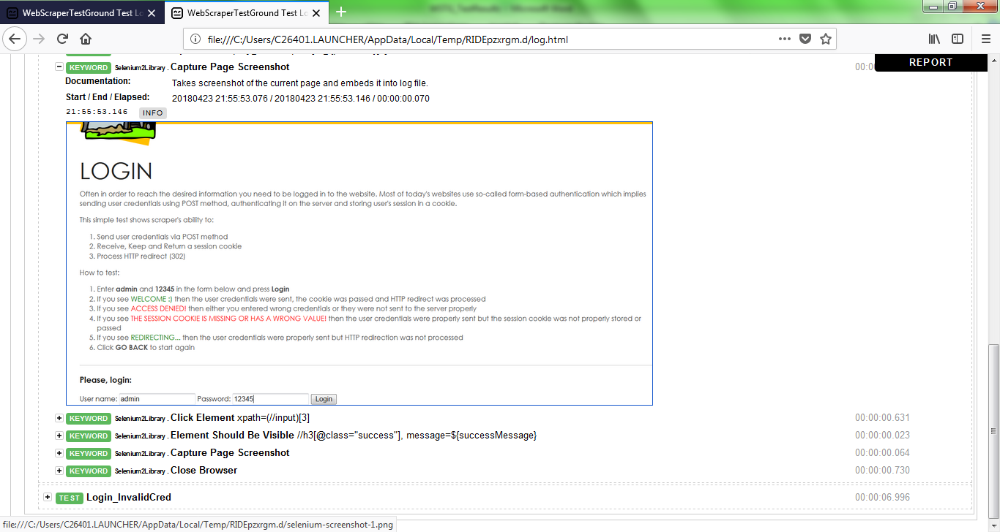 WebScraperTestGround Test Lo
WebScraperTestGround Test Lo
file:///C:/Users/C26401.LAUNCHER/AppData/Local/Temp/RIDEpzxrgm.d/log.html
REPORT
KEYWORD Selenium2Library . Capture Page Screenshot 00:0
Documentation: Takes screenshot of the current page and embeds it into log file.
Start / End / Elapsed: 20180423 21:55:53.076 / 20180423 21:55:53.146 / 00:00:00.070
21:55:53.146 INFO
LOGIN
Often in order to reach the desired information you need to be logged in to the website. Most of today's websites use so-called form-based authentication which implies
sending user credentials using POST method, authenticating it on the server and storing user's session in a cookie.
This simple test shows scraper's ability to:
1. Send user credentials via POST method
2. Receive, Keep and Return a session cookie
3. Process HTTP redirect (302)
How to test:
1. Enter admin and 12345 in the form below and press Login
2. If you see WELCOME :) then the user credentials were sent, the cookie was passed and HTTP redirect was processed
3. If you see ACCESS DENIED! then either you entered wrong credentials or they were not sent to the server properly
4. If you see THE SESSION COOKIE IS MISSING OR HAS A WRONG VALUE! then the user credentials were properly sent but the session cookie was not properly stored or
passed
5. If you see REDIRECTING... then the user credentials were properly sent but HTTP redirection was not processed
6. Click GO BACK to start again
Please, login:
User name: admin Password: 12345 Login
KEYWORD Selenium2Library . Click Element xpath=(//input)[3] 00:00:00.631
KEYWORD Selenium2Library . Element Should Be Visible //h3[@class="success"], message=${successMessage} 00:00:00.023
KEYWORD Selenium2Library . Capture Page Screenshot 00:00:00.064
KEYWORD Selenium2Library . Close Browser 00:00:00.730
TEST Login_InvalidCred 00:00:06.996
file:///C:/Users/C26401.LAUNCHER/AppData/Local/Temp/RIDEpzxrgm.d/selenium-screenshot-1.png